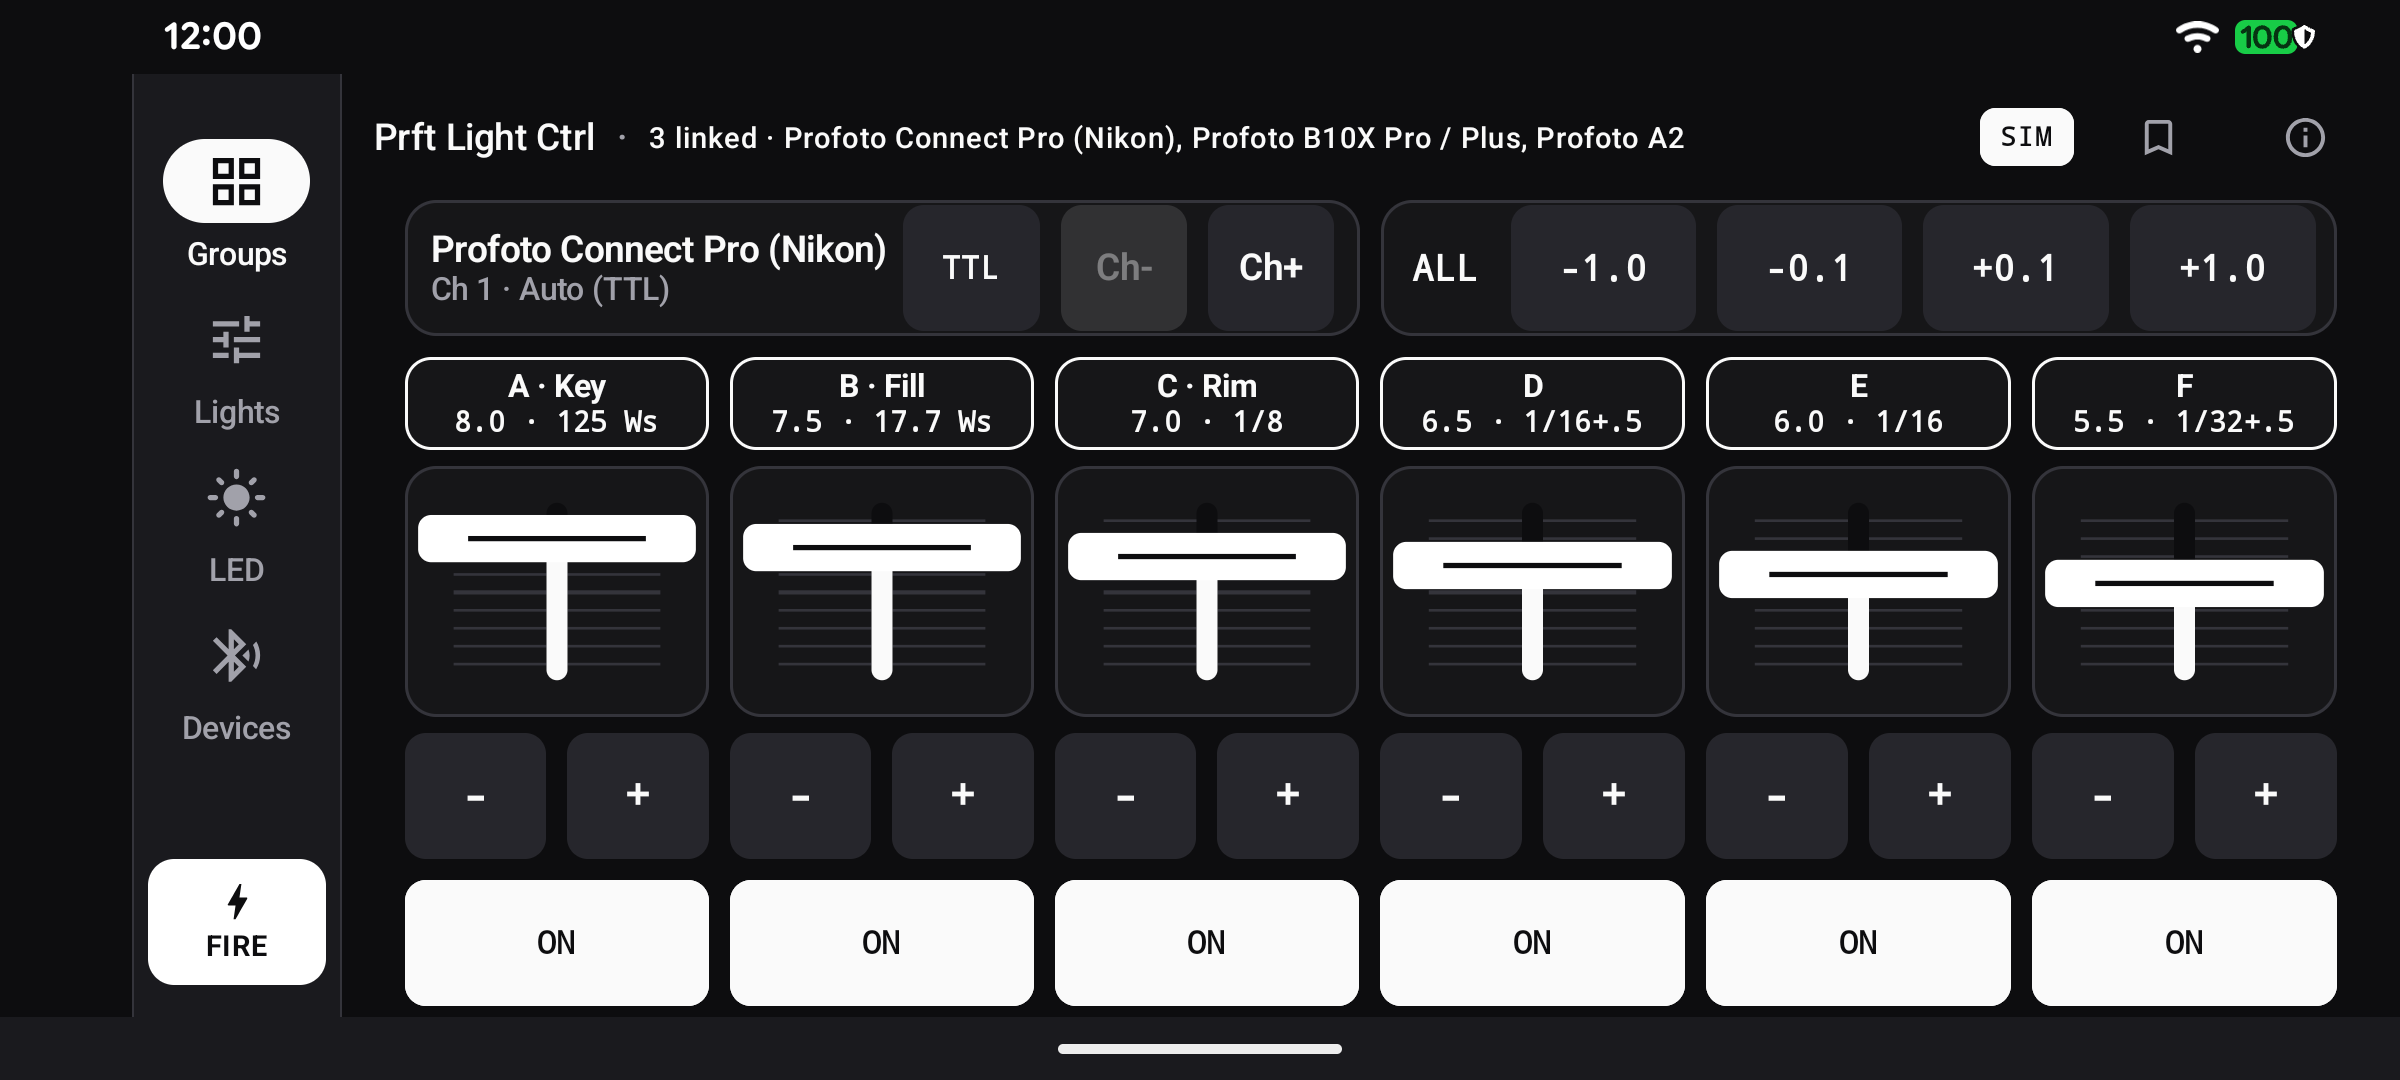 12:00
100
Prft Light Ctrl · 3 linked · Profoto Connect Pro (Nikon), Profoto B10X Pro / Plus, Profoto A2
SIM
Groups
Lights
LED
Devices
FIRE
Profoto Connect Pro (Nikon)
Ch 1 · Auto (TTL)
TTL
Ch-
Ch+
ALL
-1.0
-0.1
+0.1
+1.0
A · Key
8.0 · 125 Ws
B · Fill
7.5 · 17.7 Ws
C · Rim
7.0 · 1/8
D
6.5 · 1/16+.5
E
6.0 · 1/16
F
5.5 · 1/32+.5
- + - + - + - + - + - +
ON ON ON ON ON ON